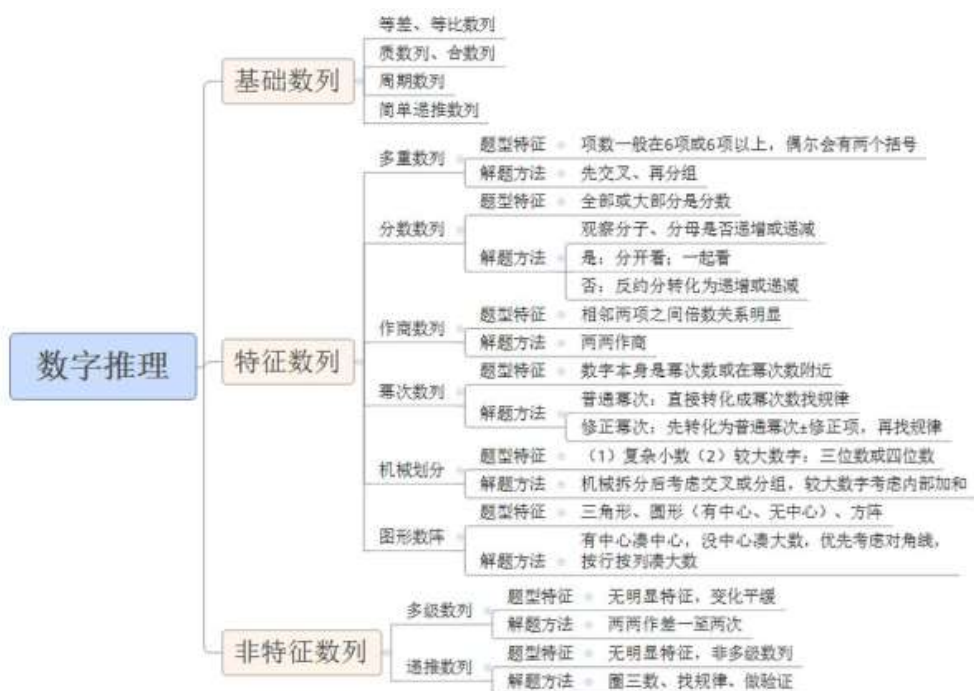 数字推理
基础数列
等差、等比数列
质数列、合数列
周期数列
简单递推数列
特征数列
多重数列
题型特征
项数一般在6项或6项以上，偶尔会有两个括号
解题方法
先交叉、再分组
分数数列
题型特征
全部或大部分是分数
解题方法
观察分子、分母是否递增或递减
是：分开看；一起看
否：反约分转化为递增或递减
作商数列
题型特征
相邻两项之间倍数关系明显
解题方法
两两作商
幂次数列
题型特征
数字本身是幂次数或在幂次数附近
解题方法
普通幂次：直接转化成幂次数找规律
修正幂次：先转化为普通幂次±修正项，再找规律
机械划分
题型特征
（1）复杂小数（2）较大数字：三位数或四位数
解题方法
机械拆分后考虑交叉或分组，较大数字考虑内部加和
图形数阵
题型特征
三角形、圆形（有中心、无中心）、方阵
解题方法
有中心凑中心，没中心凑大数，优先考虑对角线，
按行按列凑大数
非特征数列
多级数列
题型特征
无明显特征，变化平缓
解题方法
两两作差一至两次
递推数列
题型特征
无明显特征，非多级数列
解题方法
圈三数、找规律、做验证